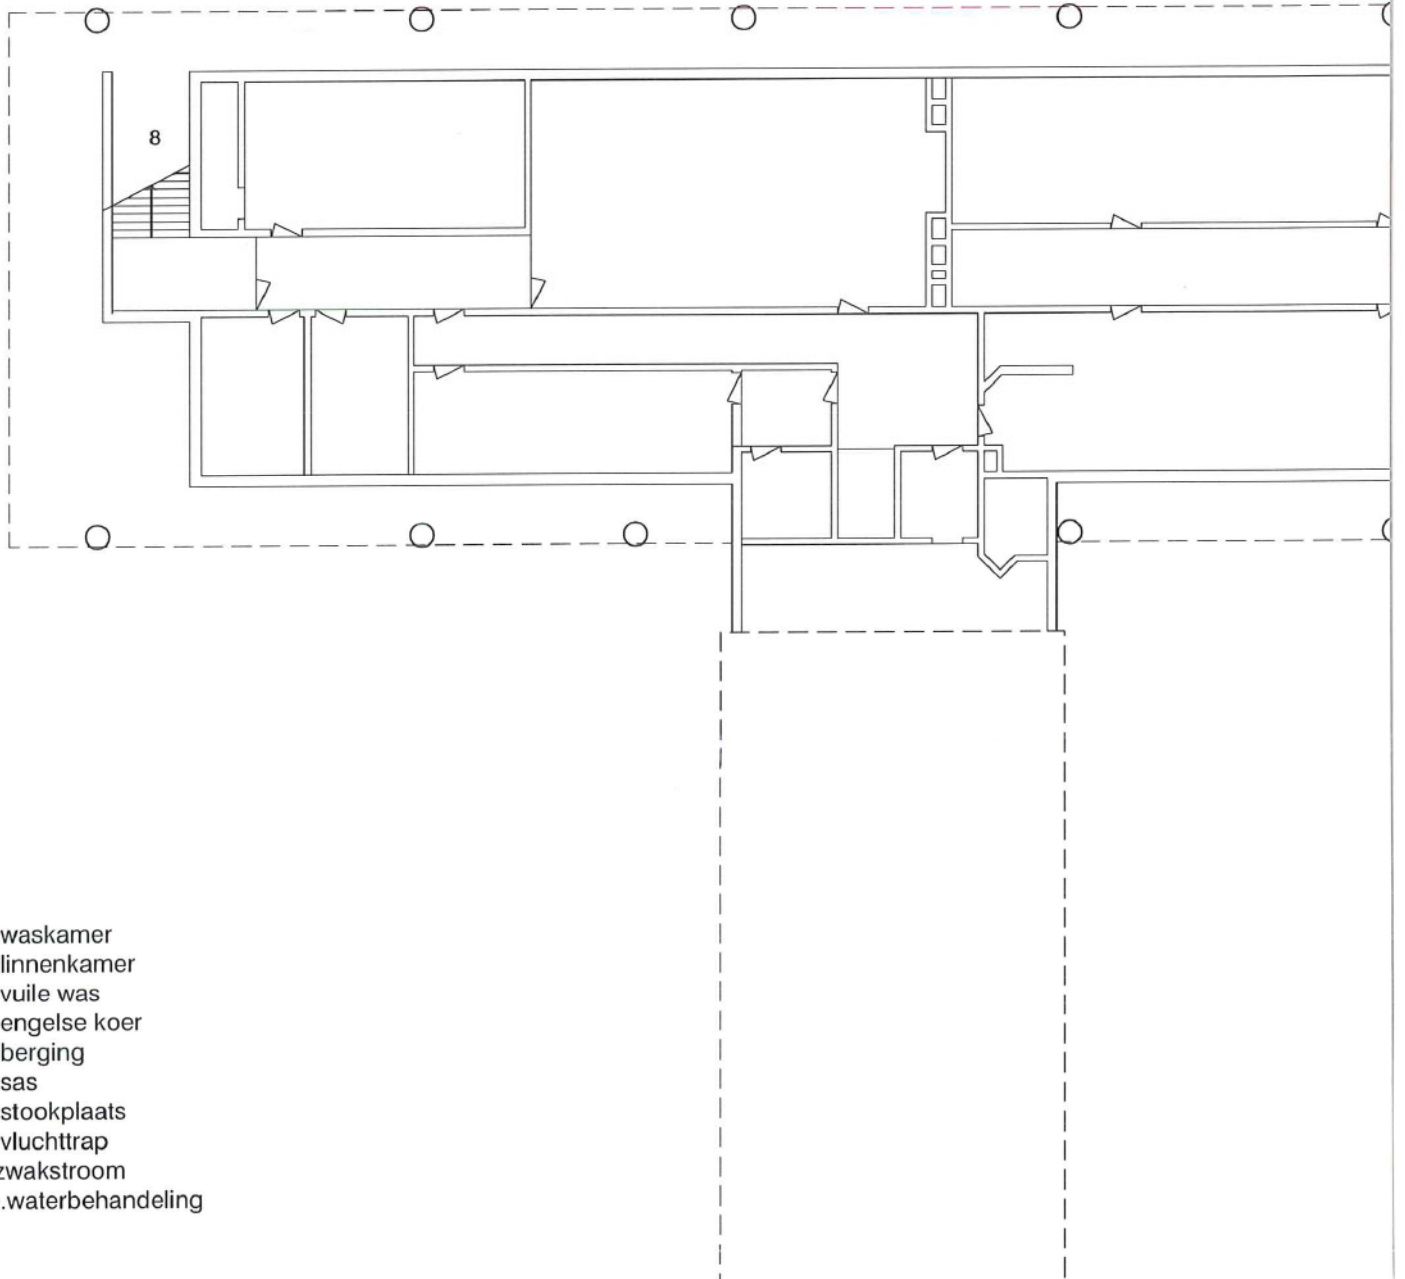 8
waskamer
linnenkamer
vuile was
engelse koer
berging
sas
stookplaats
vluchttrap
zwakstroom
.waterbehandeling